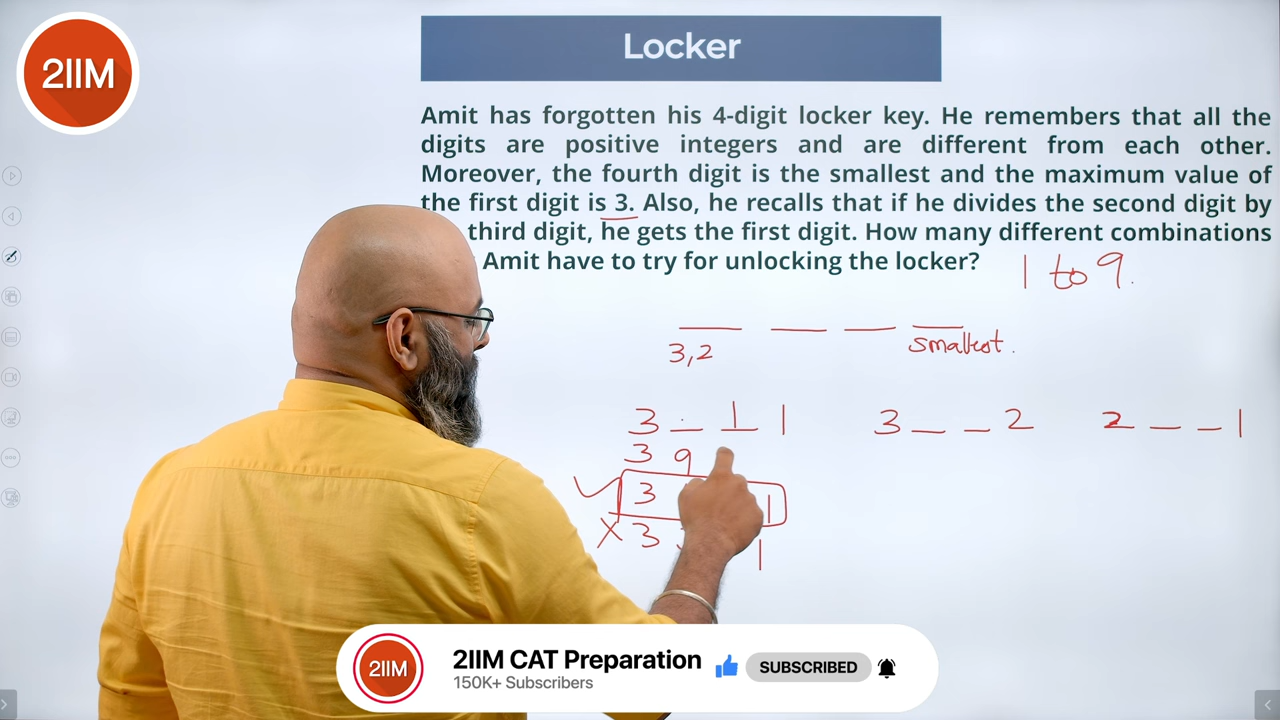 2IIM
Locker
Amit has forgotten his 4-digit locker key. He remembers that all the
digits are positive integers and are different from each other.
Moreover, the fourth digit is the smallest and the maximum value of
the first digit is 3. Also, he recalls that if he divides the second digit by
third digit, he gets the first digit. How many different combinations
Amit have to try for unlocking the locker?
1 to 9.
3,2
smallest.
3 _ 1 1
3 _ _ 2
2 _ _ 1
3 9
3 1
3 1
2IIM
2IIM CAT Preparation
SUBSCRIBED
150K+ Subscribers